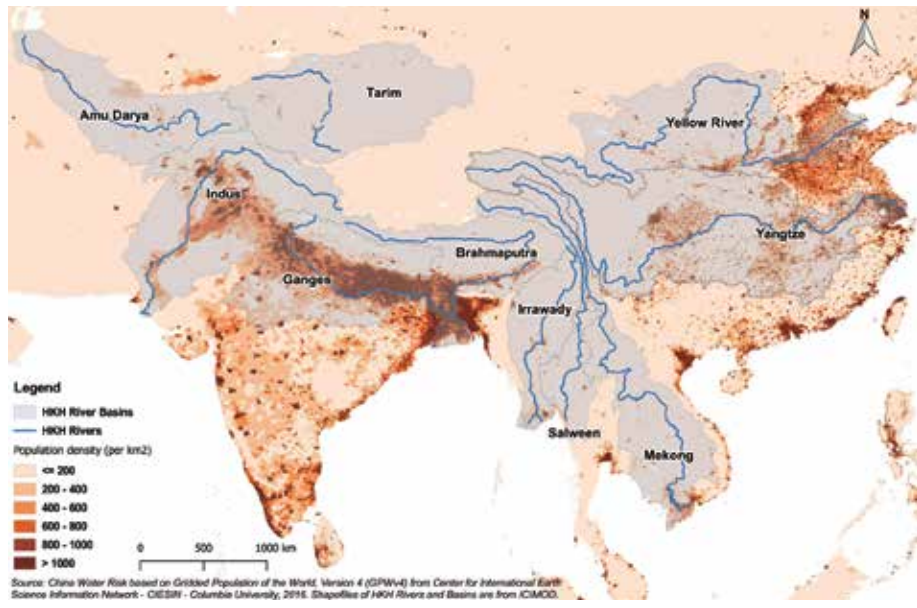 N
Tarim
Amu Darya
Yellow River
Indus
Yangtze
Brahmaputra
Ganges
Irrawady
Salween
Mekong
Legend
HKH River Basins
HKH Rivers
Population density (per km2)
<= 200
200 - 400
400 - 600
600 - 800
800 - 1000
> 1000
0 500 1000 km
Source: China Water Risk based on Gridded Population of the World, Version 4 (GPWv4) from Center for International Earth
Science Information Network - CIESIN - Columbia University, 2016. Shapefiles of HKH Rivers and Basins are from ICIMOD.